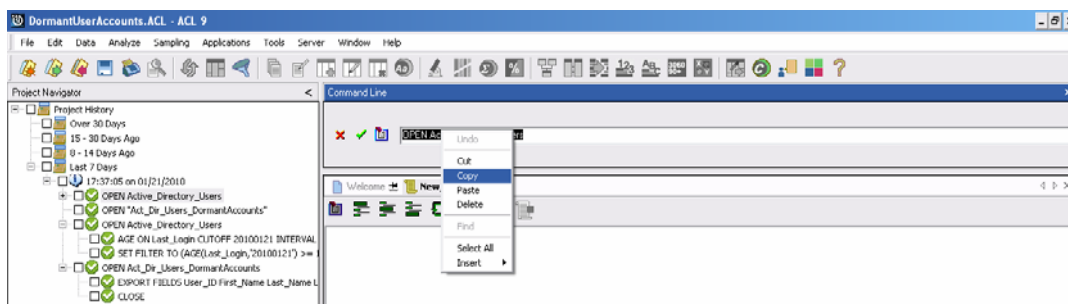 DormantUserAccounts.ACL - ACL 9
File Edit Data Analyze Sampling Applications Tools Server Window Help
Project Navigator
Command Line
Project History
Over 30 Days
15 - 30 Days Ago
8 - 14 Days Ago
Last 7 Days
17:37:05 on 01/21/2010
OPEN Active_Directory_Users
OPEN "Act_Dir_Users_DormantAccounts"
OPEN Active_Directory_Users
AGE ON Last_Login CUTOFF 20100121 INTERVAL
SET FILTER TO (AGE(Last_Login,'20100121') >= 1
OPEN Act_Dir_Users_DormantAccounts
EXPORT FIELDS User_ID First_Name Last_Name L
CLOSE
OPEN Ac
Undo
Cut
Copy
Paste
Delete
Find
Select All
Insert
Welcome New_